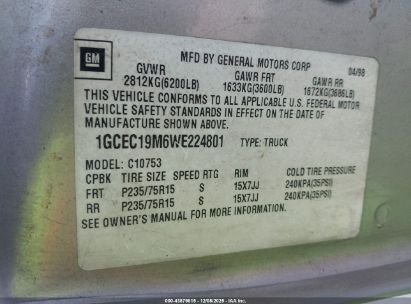 GM
MFD BY GENERAL MOTORS CORP 04/98
GVWR GAWR FRT GAWR RR
2812KG(6200LB) 1633KG(3600LB) 1672KG(3686LB)
THIS VEHICLE CONFORMS TO ALL APPLICABLE U.S. FEDERAL MOTOR
VEHICLE SAFETY STANDARDS IN EFFECT ON THE DATE OF
MANUFACTURE SHOWN ABOVE.
1GCEC19M6WE224801 TYPE: TRUCK
MODEL: C10753
CPBK TIRE SIZE SPEED RTG RIM COLD TIRE PRESSURE
FRT P235/75R15 S 15X7JJ 240KPA(35PSI)
RR P235/75R15 S 15X7JJ 240KPA(35PSI)
SEE OWNER'S MANUAL FOR MORE INFORMATION.